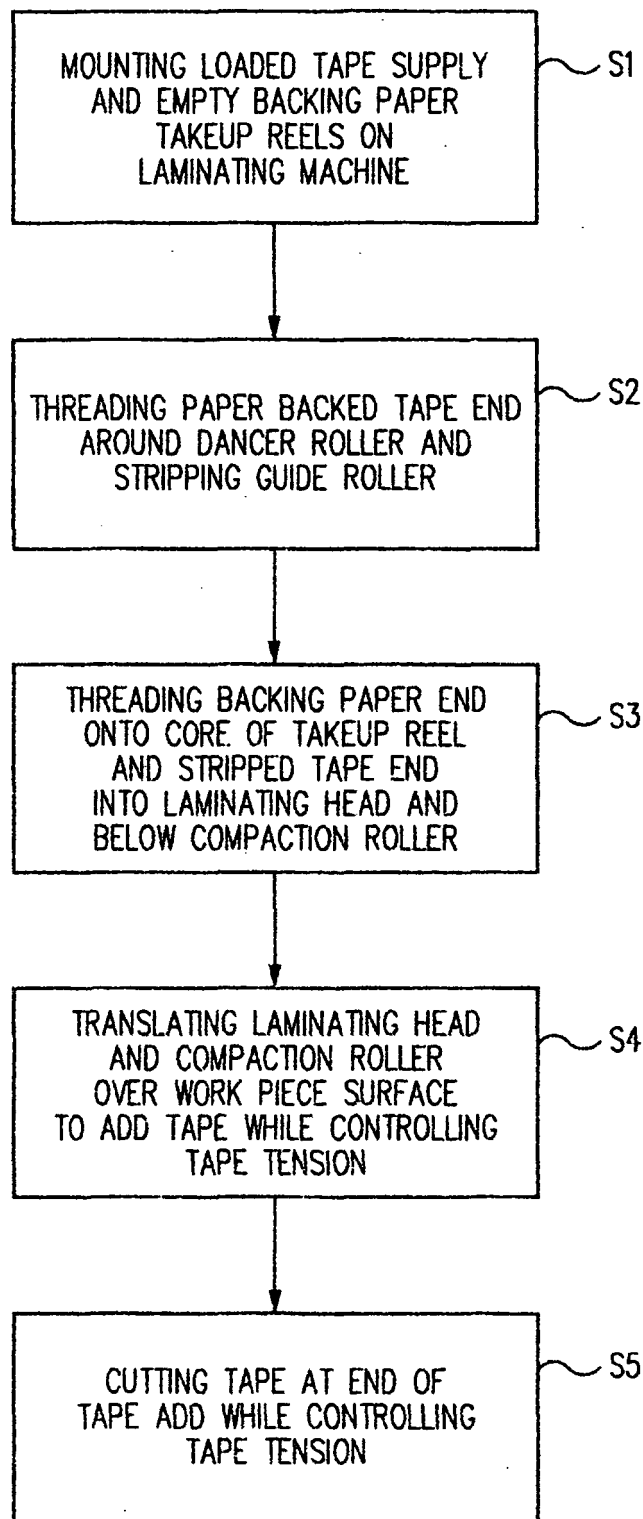 MOUNTING LOADED TAPE SUPPLY
AND EMPTY BACKING PAPER
TAKEUP REELS ON
LAMINATING MACHINE
S1
THREADING PAPER BACKED TAPE END
AROUND DANCER ROLLER AND
STRIPPING GUIDE ROLLER
S2
THREADING BACKING PAPER END
ONTO CORE OF TAKEUP REEL
AND STRIPPED TAPE END
INTO LAMINATING HEAD AND
BELOW COMPACTION ROLLER
S3
TRANSLATING LAMINATING HEAD
AND COMPACTION ROLLER
OVER WORK PIECE SURFACE
TO ADD TAPE WHILE CONTROLLING
TAPE TENSION
S4
CUTTING TAPE AT END OF
TAPE ADD WHILE CONTROLLING
TAPE TENSION
S5